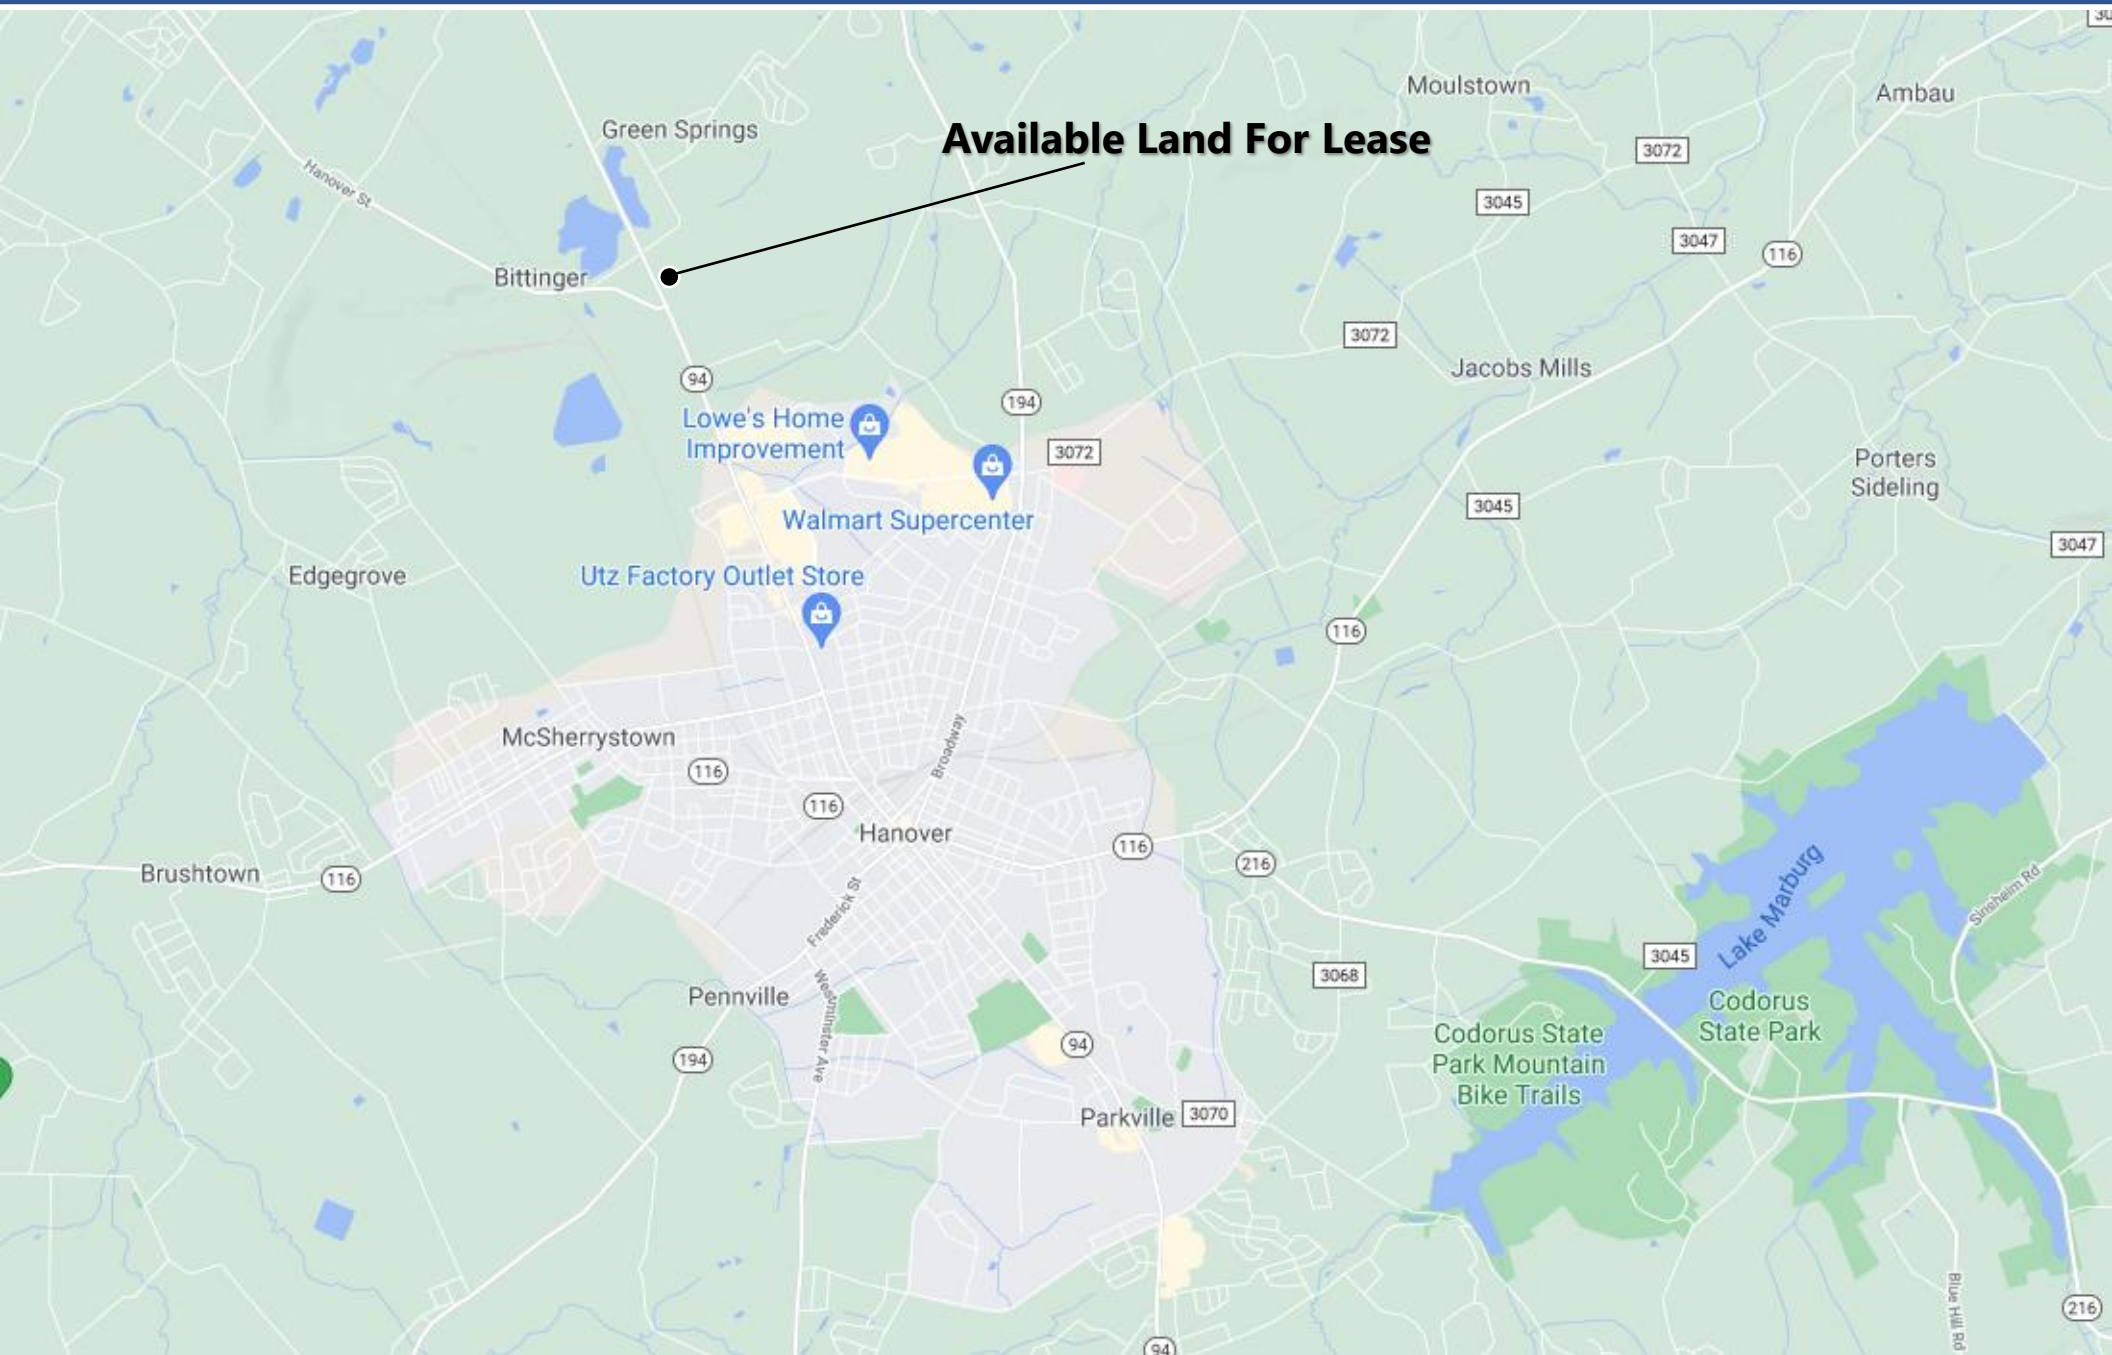 30
Moulstown
Ambau
Green Springs
Available Land For Lease
3072
Hanover St
3045
3047
116
Bittinger
3072
Jacobs Mills
94
194
Lowe's Home
Improvement
3072
Porters
Sideling
3045
Walmart Supercenter
3047
Edgegrove
Utz Factory Outlet Store
116
McSherrystown
Broadway
116
116
Hanover
116
216
Brushtown
116
Lake Marburg
Sinsheim Rd
Frederick St
3045
3068
Pennville
Westminster Ave
Codorus
State Park
Codorus State
Park Mountain
Bike Trails
94
194
Parkville
3070
Blue Hill Rd
216
94